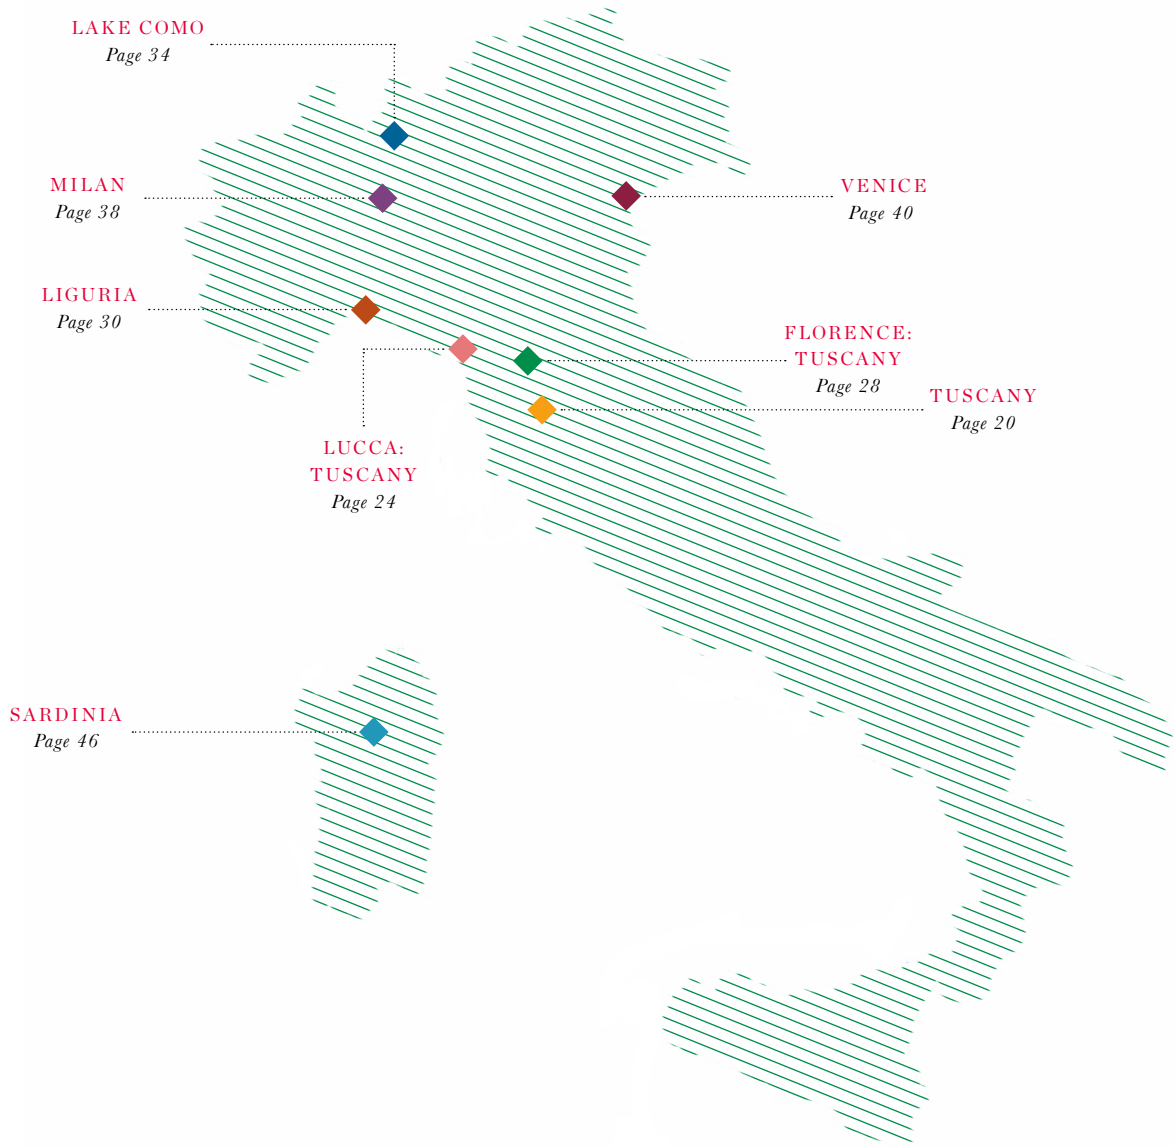 LAKE COMO
Page 34
MILAN
Page 38
VENICE
Page 40
LIGURIA
Page 30
FLORENCE:
TUSCANY
Page 28
TUSCANY
Page 20
LUCCA:
TUSCANY
Page 24
SARDINIA
Page 46